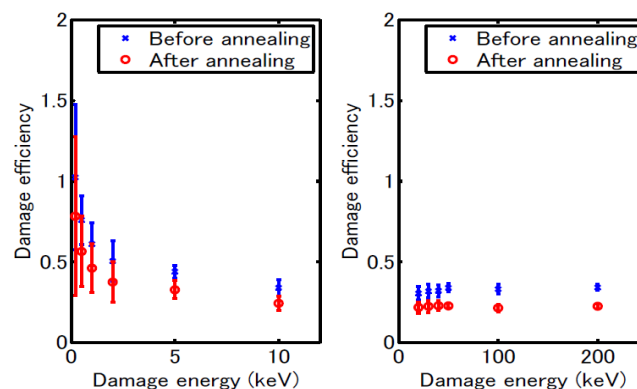 2
1.5
1
0.5
0
0
5
10
Damage efficiency
Damage energy (keV)
Before annealing
After annealing
2
1.5
1
0.5
0
0
100
200
Damage efficiency
Damage energy (keV)
Before annealing
After annealing